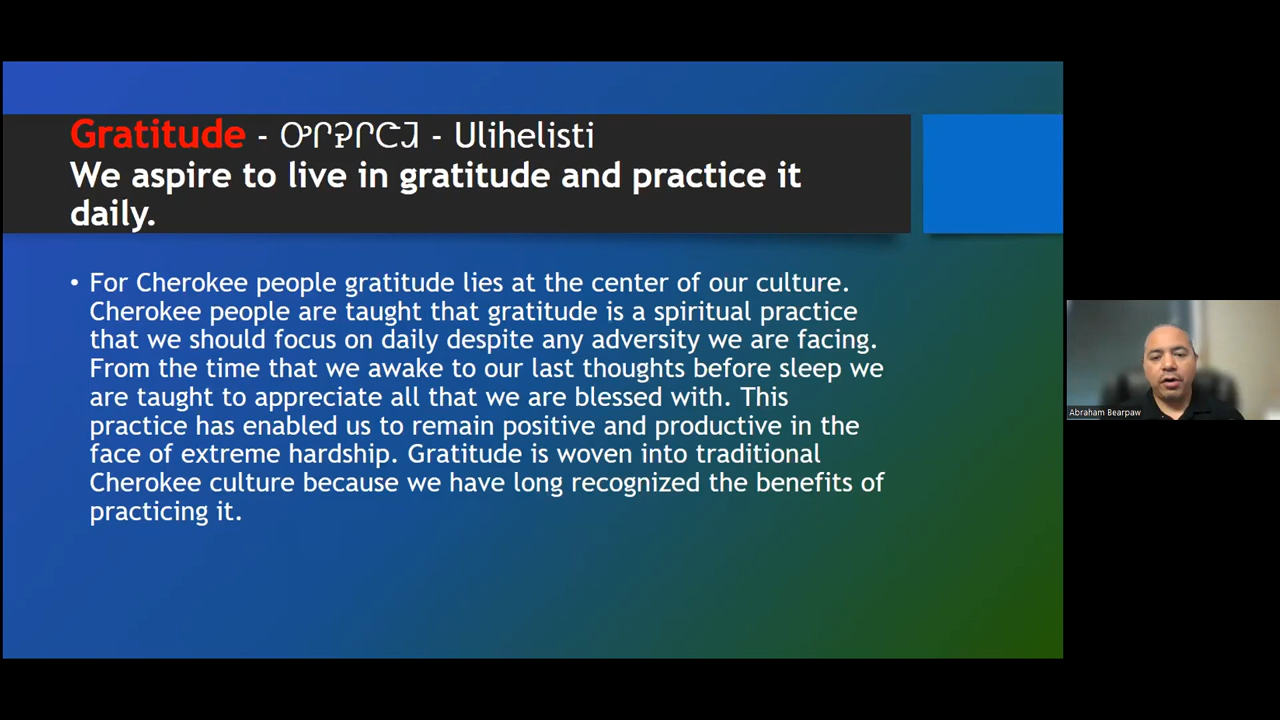 Gratitude - ᎤᎵᎮᎵᏨᏗ - Ulihelisti
We aspire to live in gratitude and practice it
daily.
• For Cherokee people gratitude lies at the center of our culture.
Cherokee people are taught that gratitude is a spiritual practice
that we should focus on daily despite any adversity we are facing.
From the time that we awake to our last thoughts before sleep we
are taught to appreciate all that we are blessed with. This
practice has enabled us to remain positive and productive in the
face of extreme hardship. Gratitude is woven into traditional
Cherokee culture because we have long recognized the benefits of
practicing it.
Abraham Bearpaw